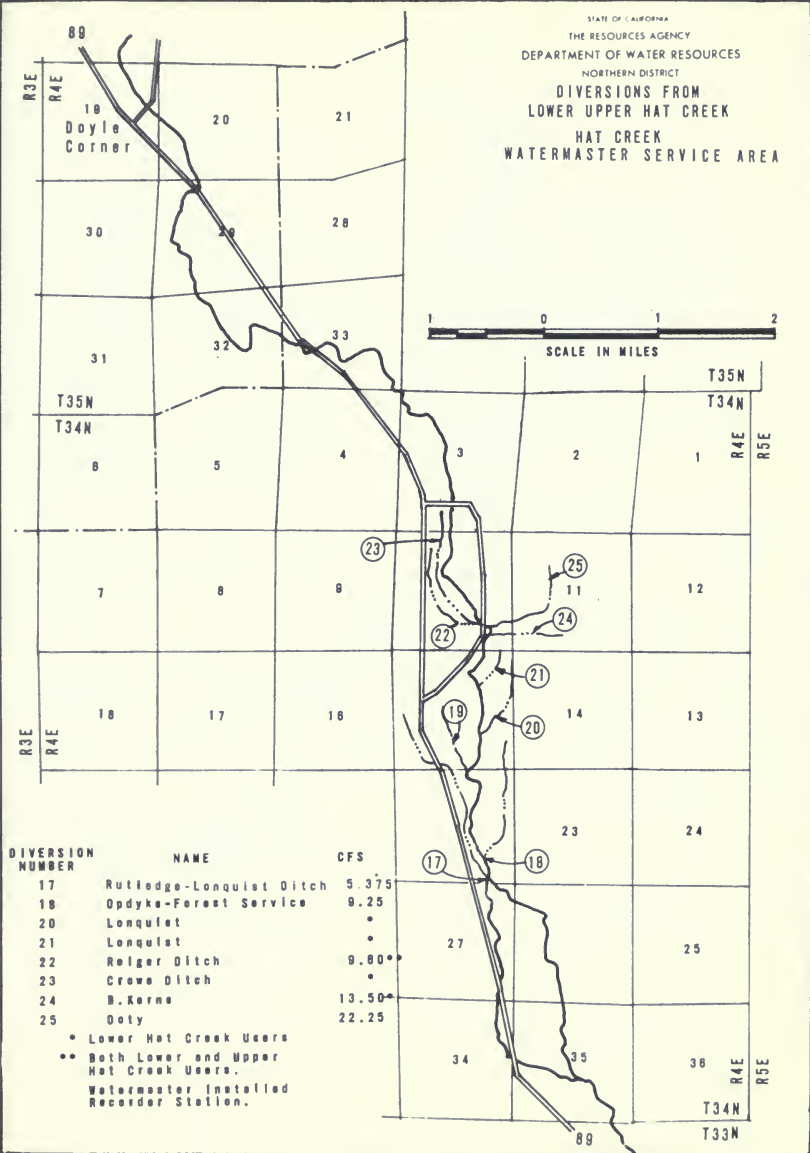 STATE OF CALIFORNIA
THE RESOURCES AGENCY
DEPARTMENT OF WATER RESOURCES
NORTHERN DISTRICT
DIVERSIONS FROM
LOWER UPPER HAT CREEK
HAT CREEK
WATERMASTER SERVICE AREA
89
R3E R4E
19
Doyle
Corner
20
21
30
29
28
31
32
33
1 0 1 2
SCALE IN MILES
T35N
T34N
T35N
T34N
6
5
4
3
2
1
R4E R5E
23
25
7
8
9
11
12
24
22
21
18
17
16
19
20
14
13
R3E R4E
23
24
17
18
27
25
34
35
36
R4E R5E
T34N
T33N
89
DIVERSION NUMBER NAME CFS
17 Rutledge-Lonquist Ditch 5.375
18 Opdyke-Forest Service 9.25
20 Lonquist *
21 Lonquist *
22 Reiger Ditch 9.60**
23 Crowe Ditch *
24 B.Kerns 13.50*
25 Doty 22.25
* Lower Hat Creek Users
** Both Lower and Upper
Hat Creek Users.
Watermaster Installed
Recorder Station.